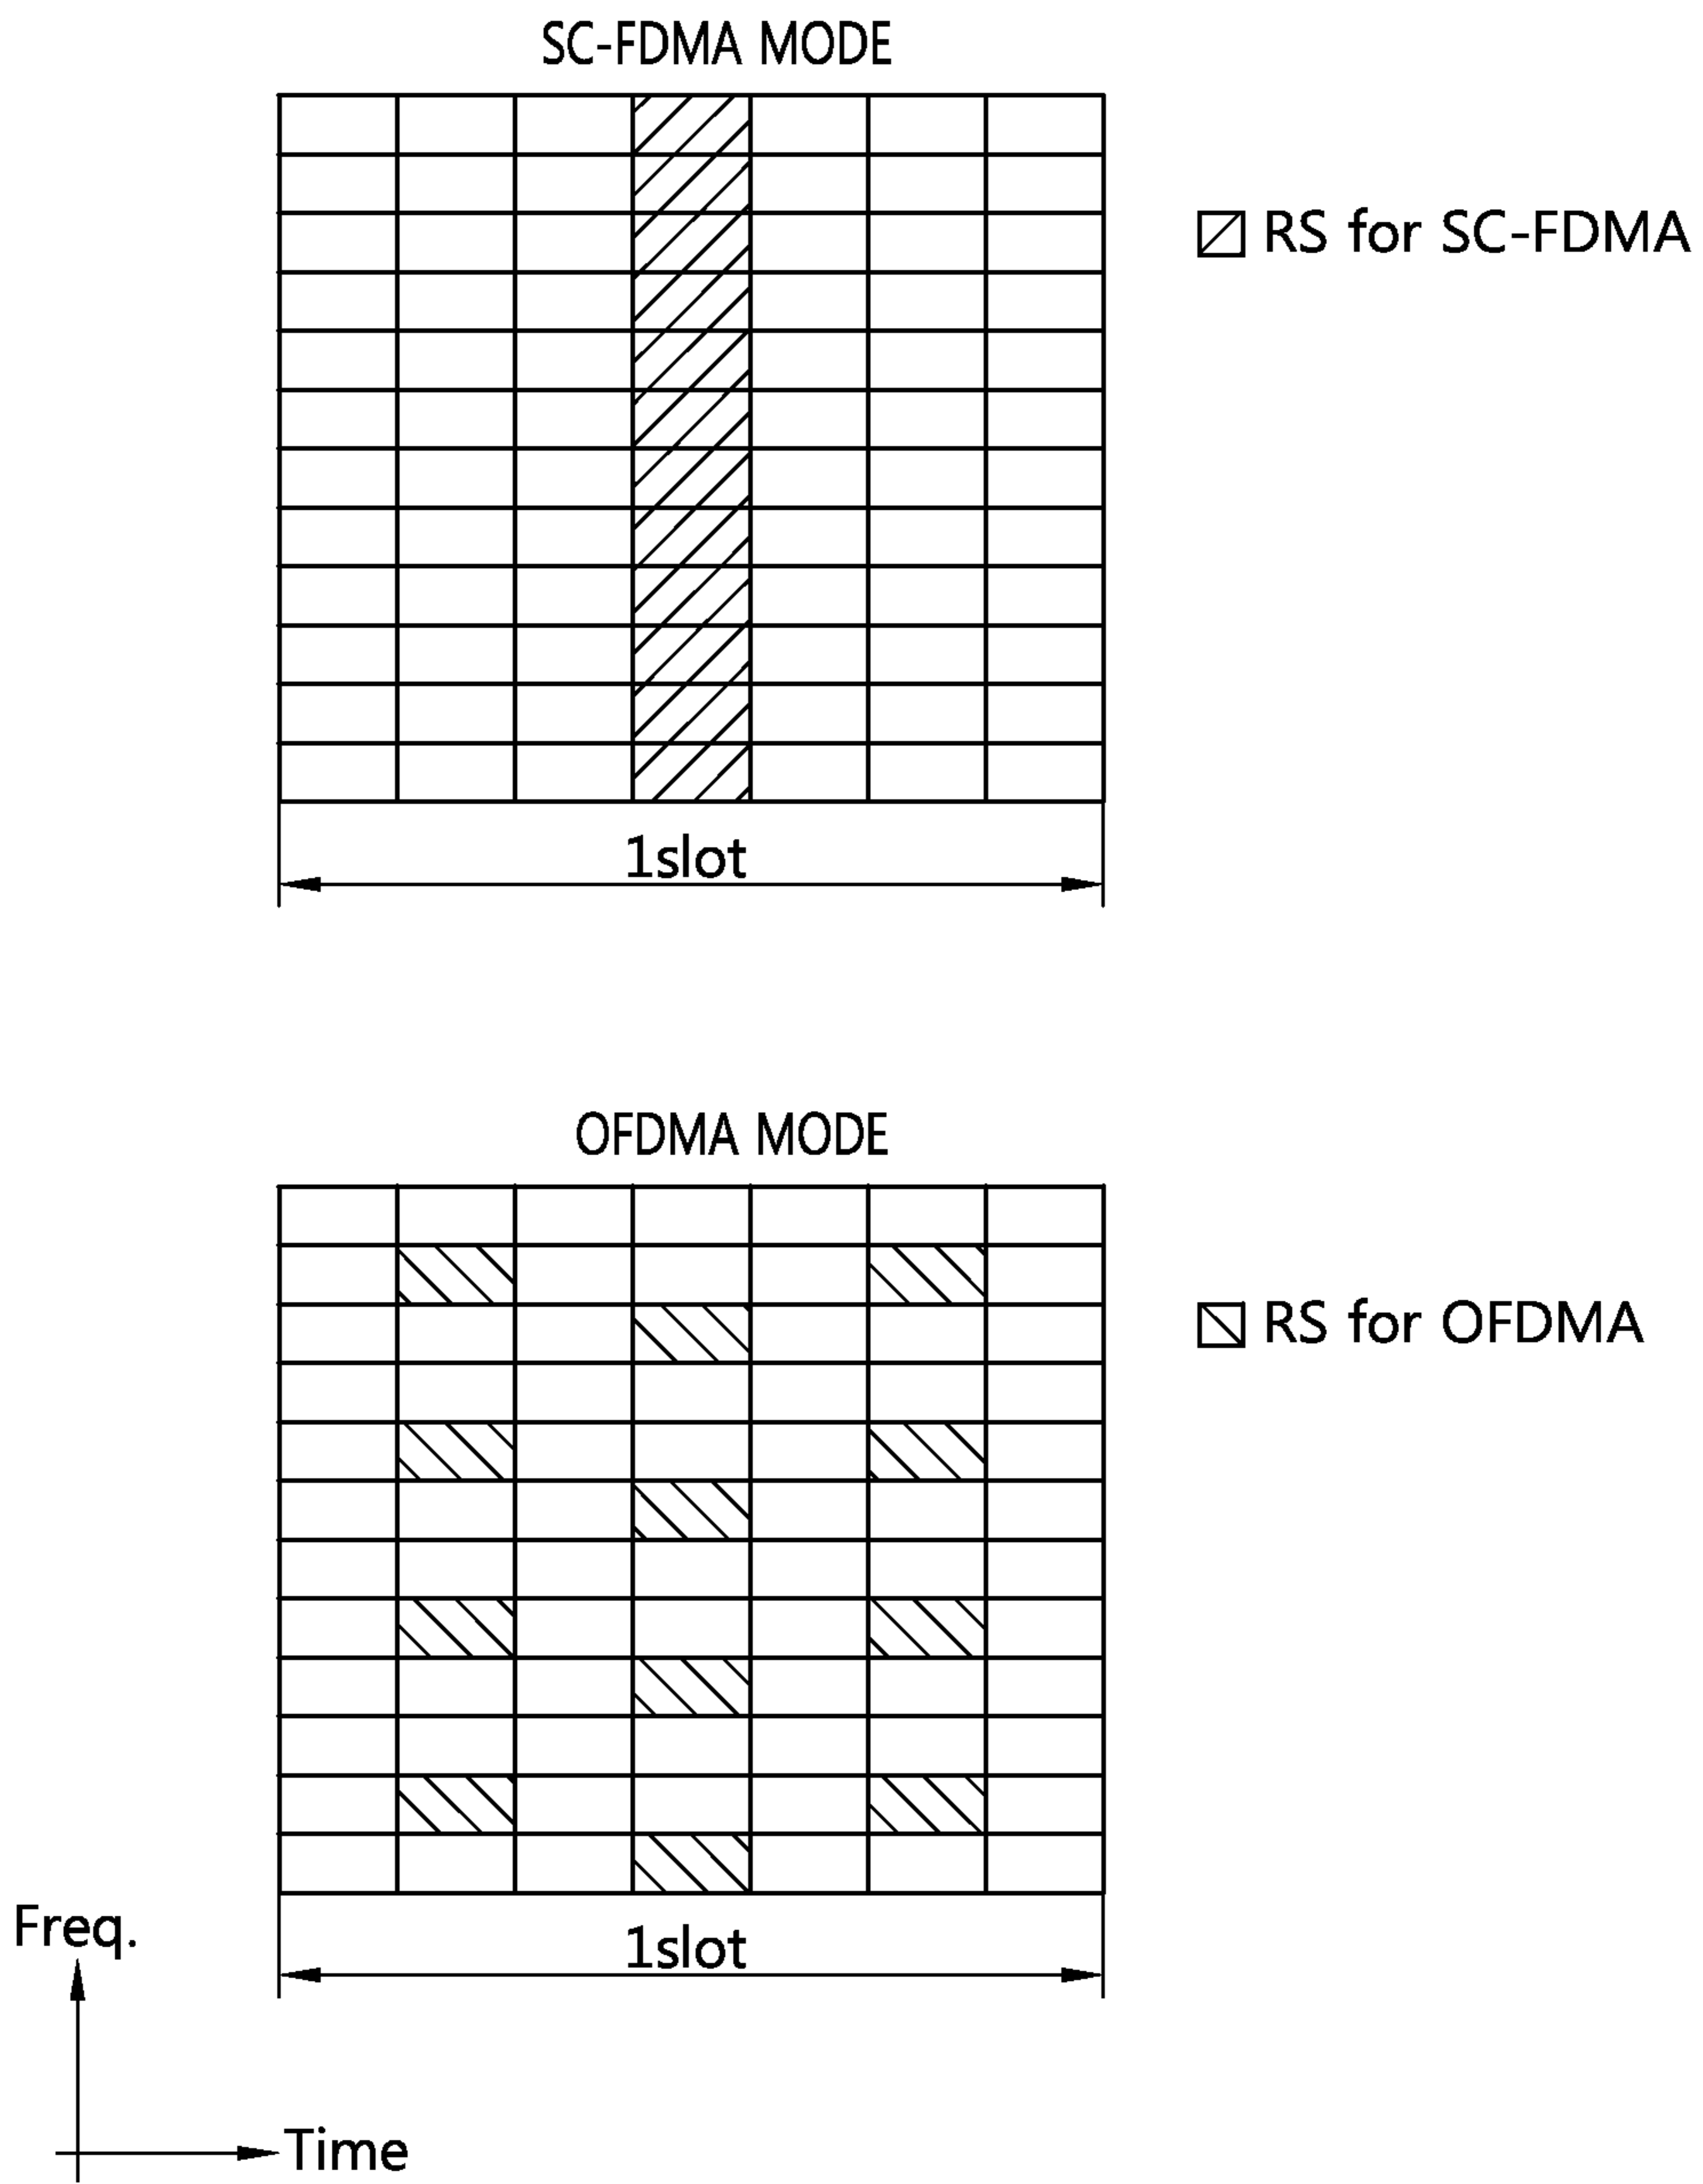 SC-FDMA MODE
RS for SC-FDMA
1slot
OFDMA MODE
RS for OFDMA
1slot
Freq.
Time